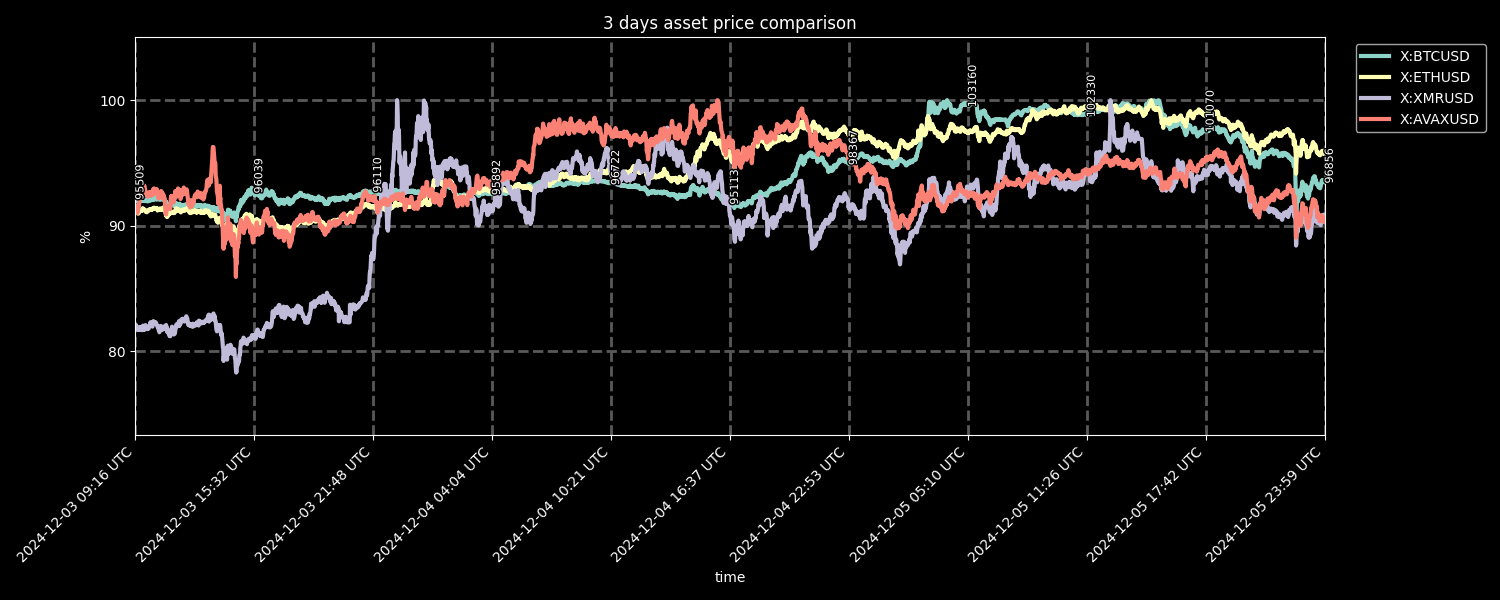 3 days asset price comparison
X:BTCUSD
X:ETHUSD
X:XMRUSD
X:AVAXUSD
100
90
80
%
95509
96039
96110
95892
96722
95113
98367
103160
102330
101070
96856
2024-12-03 09:16 UTC
2024-12-03 15:32 UTC
2024-12-03 21:48 UTC
2024-12-04 04:04 UTC
2024-12-04 10:21 UTC
2024-12-04 16:37 UTC
2024-12-04 22:53 UTC
2024-12-05 05:10 UTC
2024-12-05 11:26 UTC
2024-12-05 17:42 UTC
2024-12-05 23:59 UTC
time